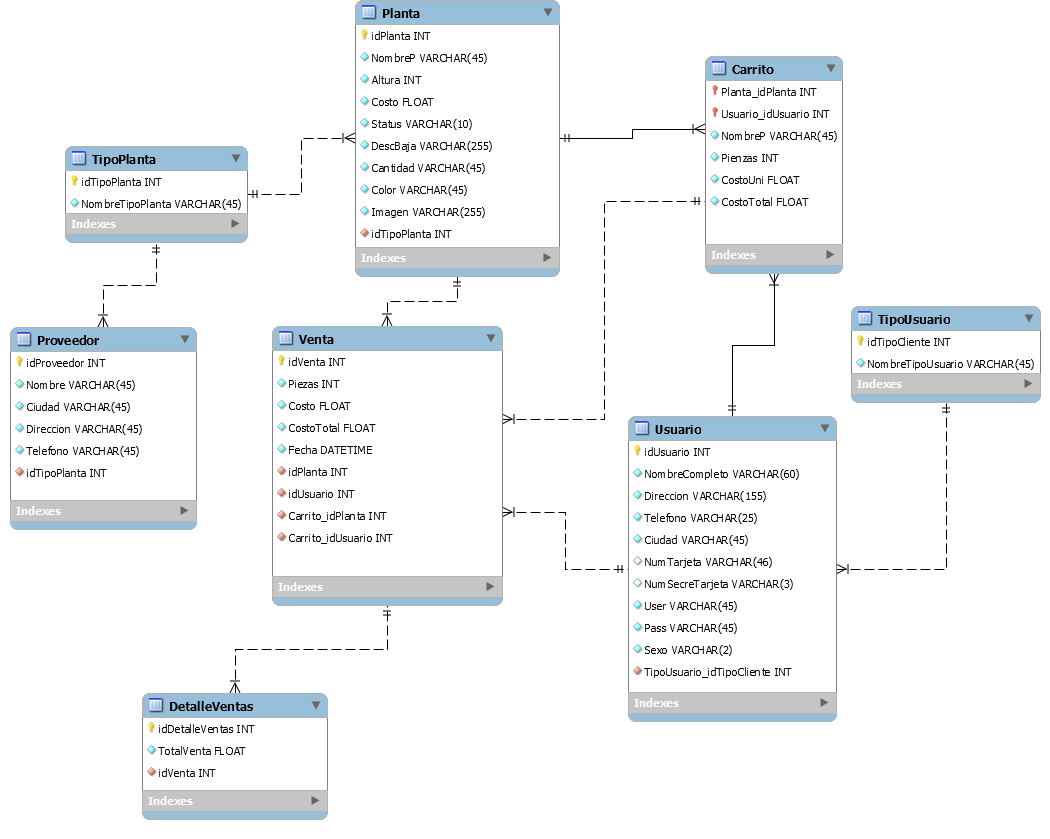 Planta
idPlanta INT
NombreP VARCHAR(45)
Altura INT
Costo FLOAT
Status VARCHAR(10)
DescBaja VARCHAR(255)
Cantidad VARCHAR(45)
Color VARCHAR(45)
Imagen VARCHAR(255)
idTipoPlanta INT
Indexes
Carrito
Planta_idPlanta INT
Usuario_idUsuario INT
NombreP VARCHAR(45)
Pienzas INT
CostoUni FLOAT
CostoTotal FLOAT
Indexes
TipoPlanta
idTipoPlanta INT
NombreTipoPlanta VARCHAR(45)
Indexes
Proveedor
idProveedor INT
Nombre VARCHAR(45)
Ciudad VARCHAR(45)
Direccion VARCHAR(45)
Telefono VARCHAR(45)
idTipoPlanta INT
Indexes
Venta
idVenta INT
Piezas INT
Costo FLOAT
CostoTotal FLOAT
Fecha DATETIME
idPlanta INT
idUsuario INT
Carrito_idPlanta INT
Carrito_idUsuario INT
Indexes
TipoUsuario
idTipoCliente INT
NombreTipoUsuario VARCHAR(45)
Indexes
Usuario
idUsuario INT
NombreCompleto VARCHAR(60)
Direccion VARCHAR(155)
Telefono VARCHAR(25)
Ciudad VARCHAR(45)
NumTarjeta VARCHAR(46)
NumSecreTarjeta VARCHAR(3)
User VARCHAR(45)
Pass VARCHAR(45)
Sexo VARCHAR(2)
TipoUsuario_idTipoCliente INT
Indexes
DetalleVentas
idDetalleVentas INT
TotalVenta FLOAT
idVenta INT
Indexes